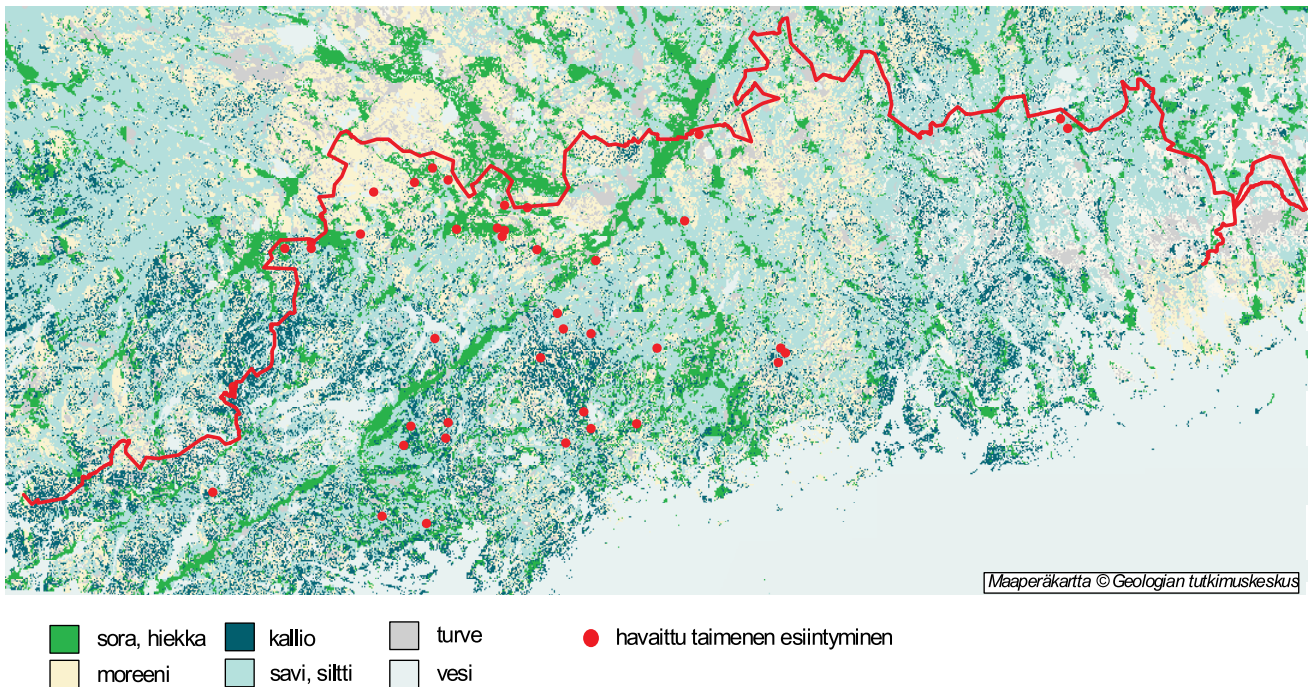 Maaperäkartta © Geologian tutkimuskeskus
sora, hiekka
kallio
turve
havaittu taimenen esiintyminen
moreeni
savi, siltti
vesi